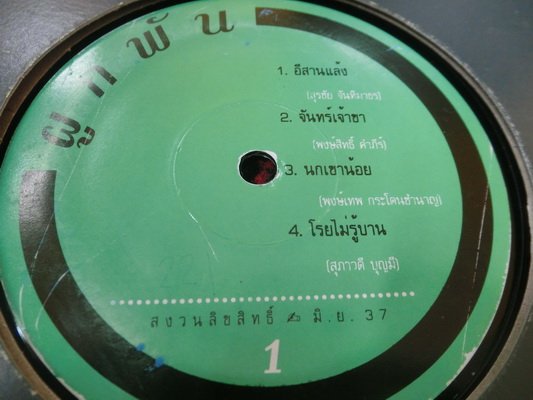 ผูกพัน
1. อีสานแล้ง
(สุรชัย จันทิมาธร)
2. จันทร์เจ้าขา
(พงษ์สิทธิ์ คำภีร์)
3. นกเขาน้อย
(พงษ์เทพ กระโดนชำนาญ)
4. โรยไม่รู้บาน
(สุภาวดี บุญมี)
สงวนลิขสิทธิ์ มิ.ย. 37
1